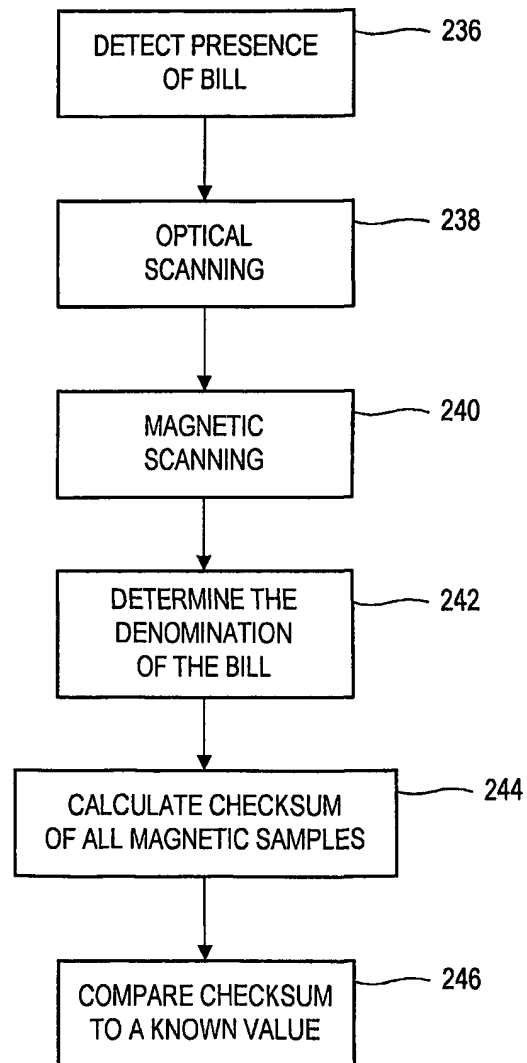 DETECT PRESENCE
OF BILL
236
OPTICAL
SCANNING
238
MAGNETIC
SCANNING
240
DETERMINE THE
DENOMINATION
OF THE BILL
242
CALCULATE CHECKSUM
OF ALL MAGNETIC SAMPLES
244
COMPARE CHECKSUM
TO A KNOWN VALUE
246